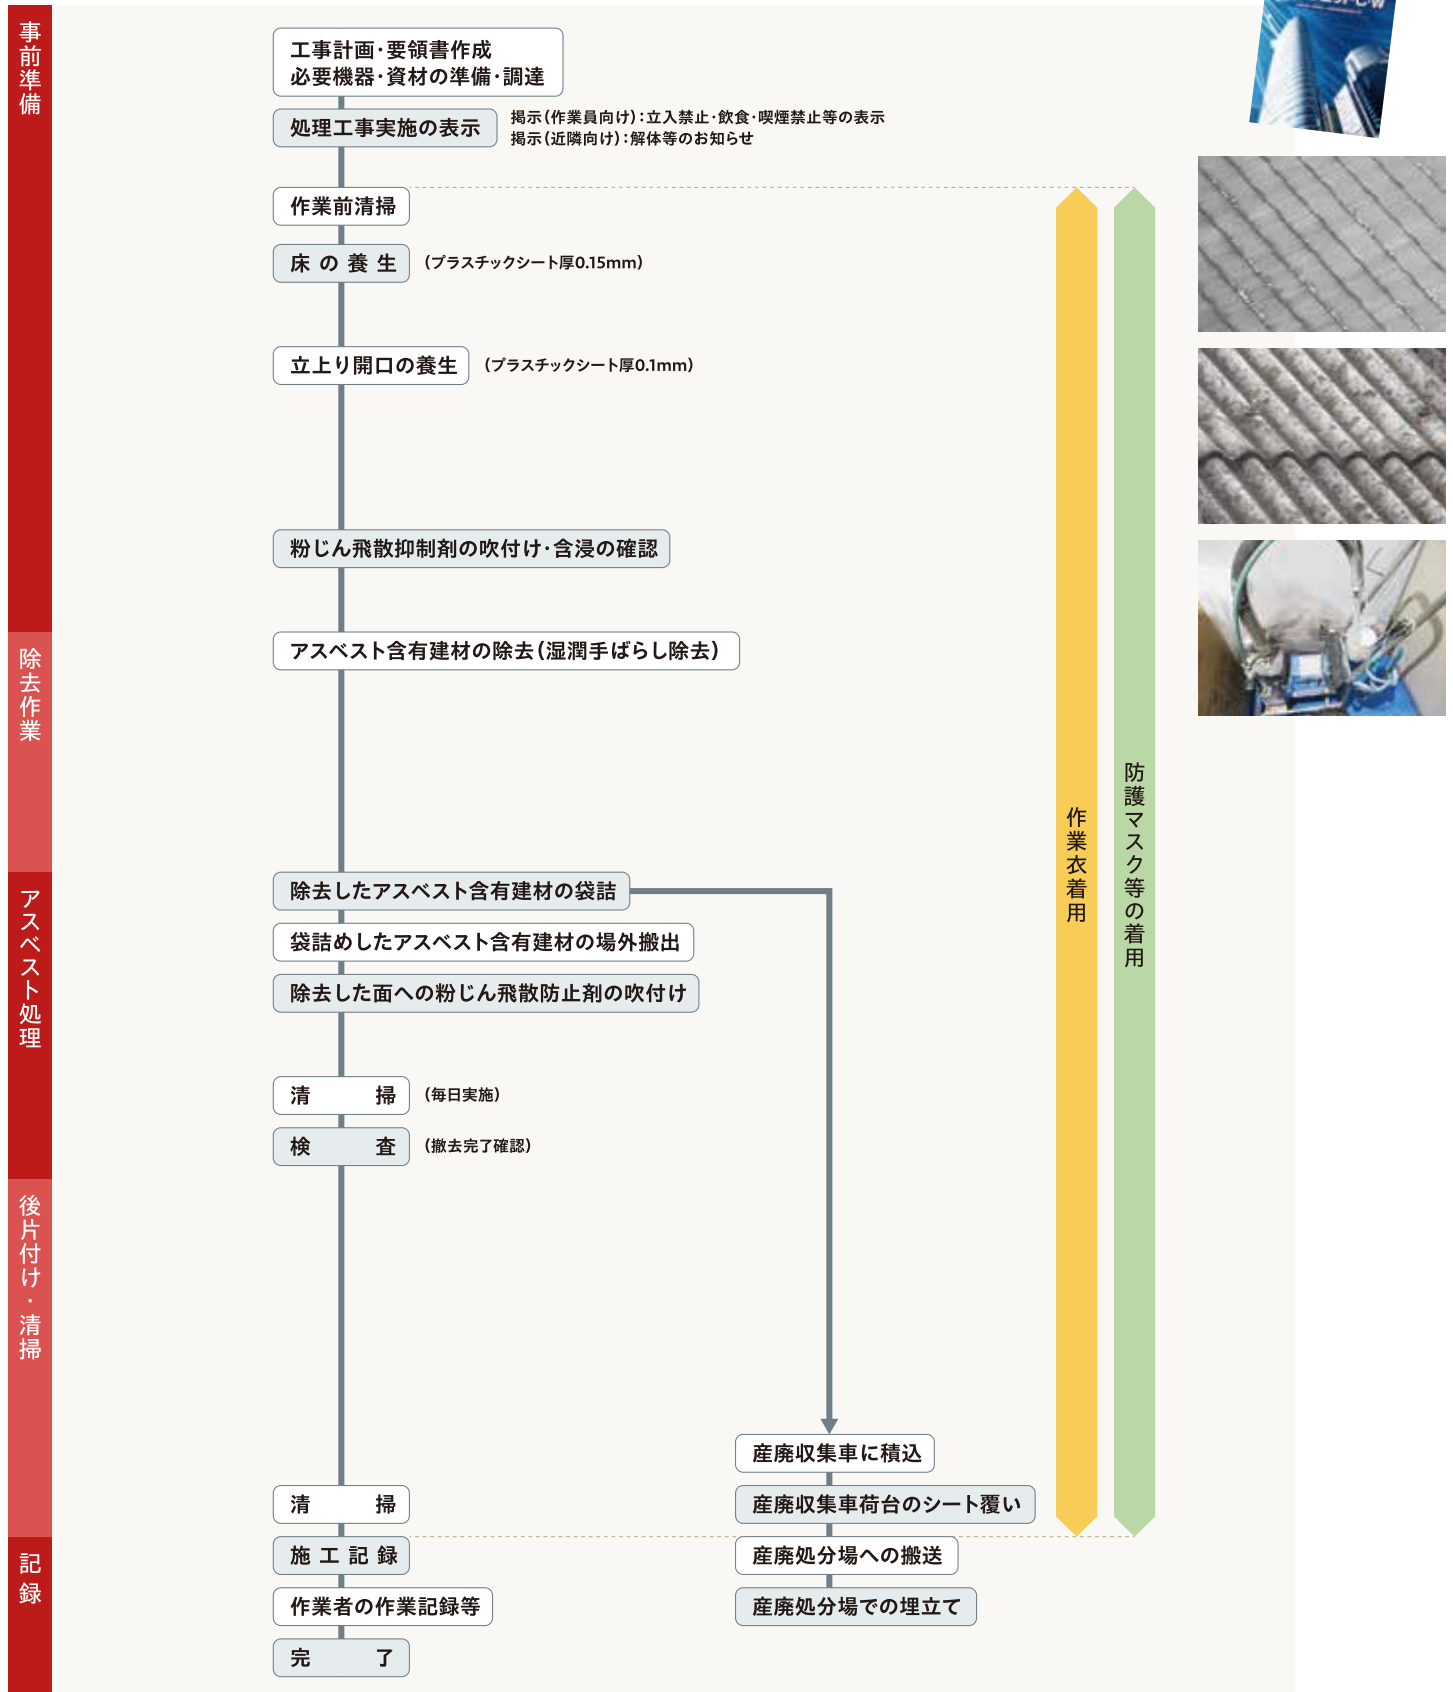 事前準備
工事計画･要領書作成
必要機器･資材の準備･調達
処理工事実施の表示
掲示（作業員向け）：立入禁止･飲食･喫煙禁止等の表示
掲示（近隣向け）：解体等のお知らせ
作業前清掃
床の養生
（プラスチックシート厚0.15mm）
立上り開口の養生
（プラスチックシート厚0.1mm）
粉じん飛散抑制剤の吹付け･含浸の確認
除去作業
アスベスト含有建材の除去（湿潤手ばらし除去）
作業衣着用
防護マスク等の着用
アスベスト処理
除去したアスベスト含有建材の袋詰
袋詰めしたアスベスト含有建材の場外搬出
除去した面への粉じん飛散防止剤の吹付け
清掃
（毎日実施）
検査
（撤去完了確認）
後片付け・清掃
産廃収集車に積込
清掃
産廃収集車荷台のシート覆い
記録
施工記録
産廃処分場への搬送
作業者の作業記録等
産廃処分場での埋立て
完了